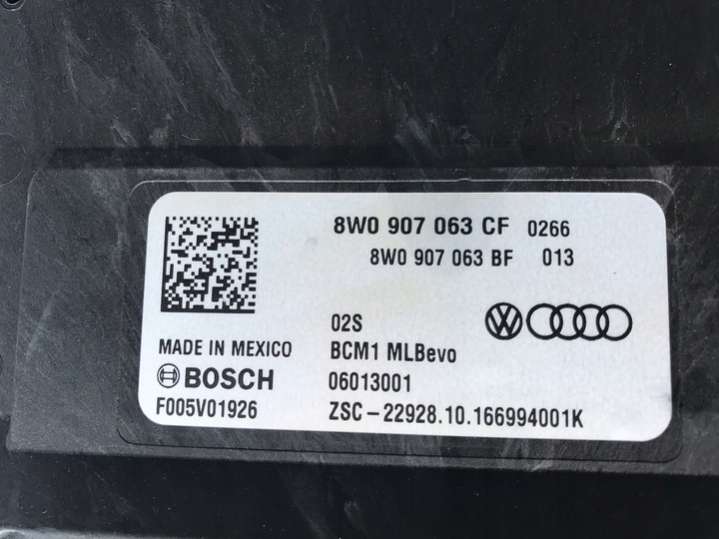 8W0 907 063 CF 0266
8W0 907 063 BF 013
02S
MADE IN MEXICO BCM1 MLBevo
BOSCH 06013001
F005V01926 ZSC-22928.10.166994001K